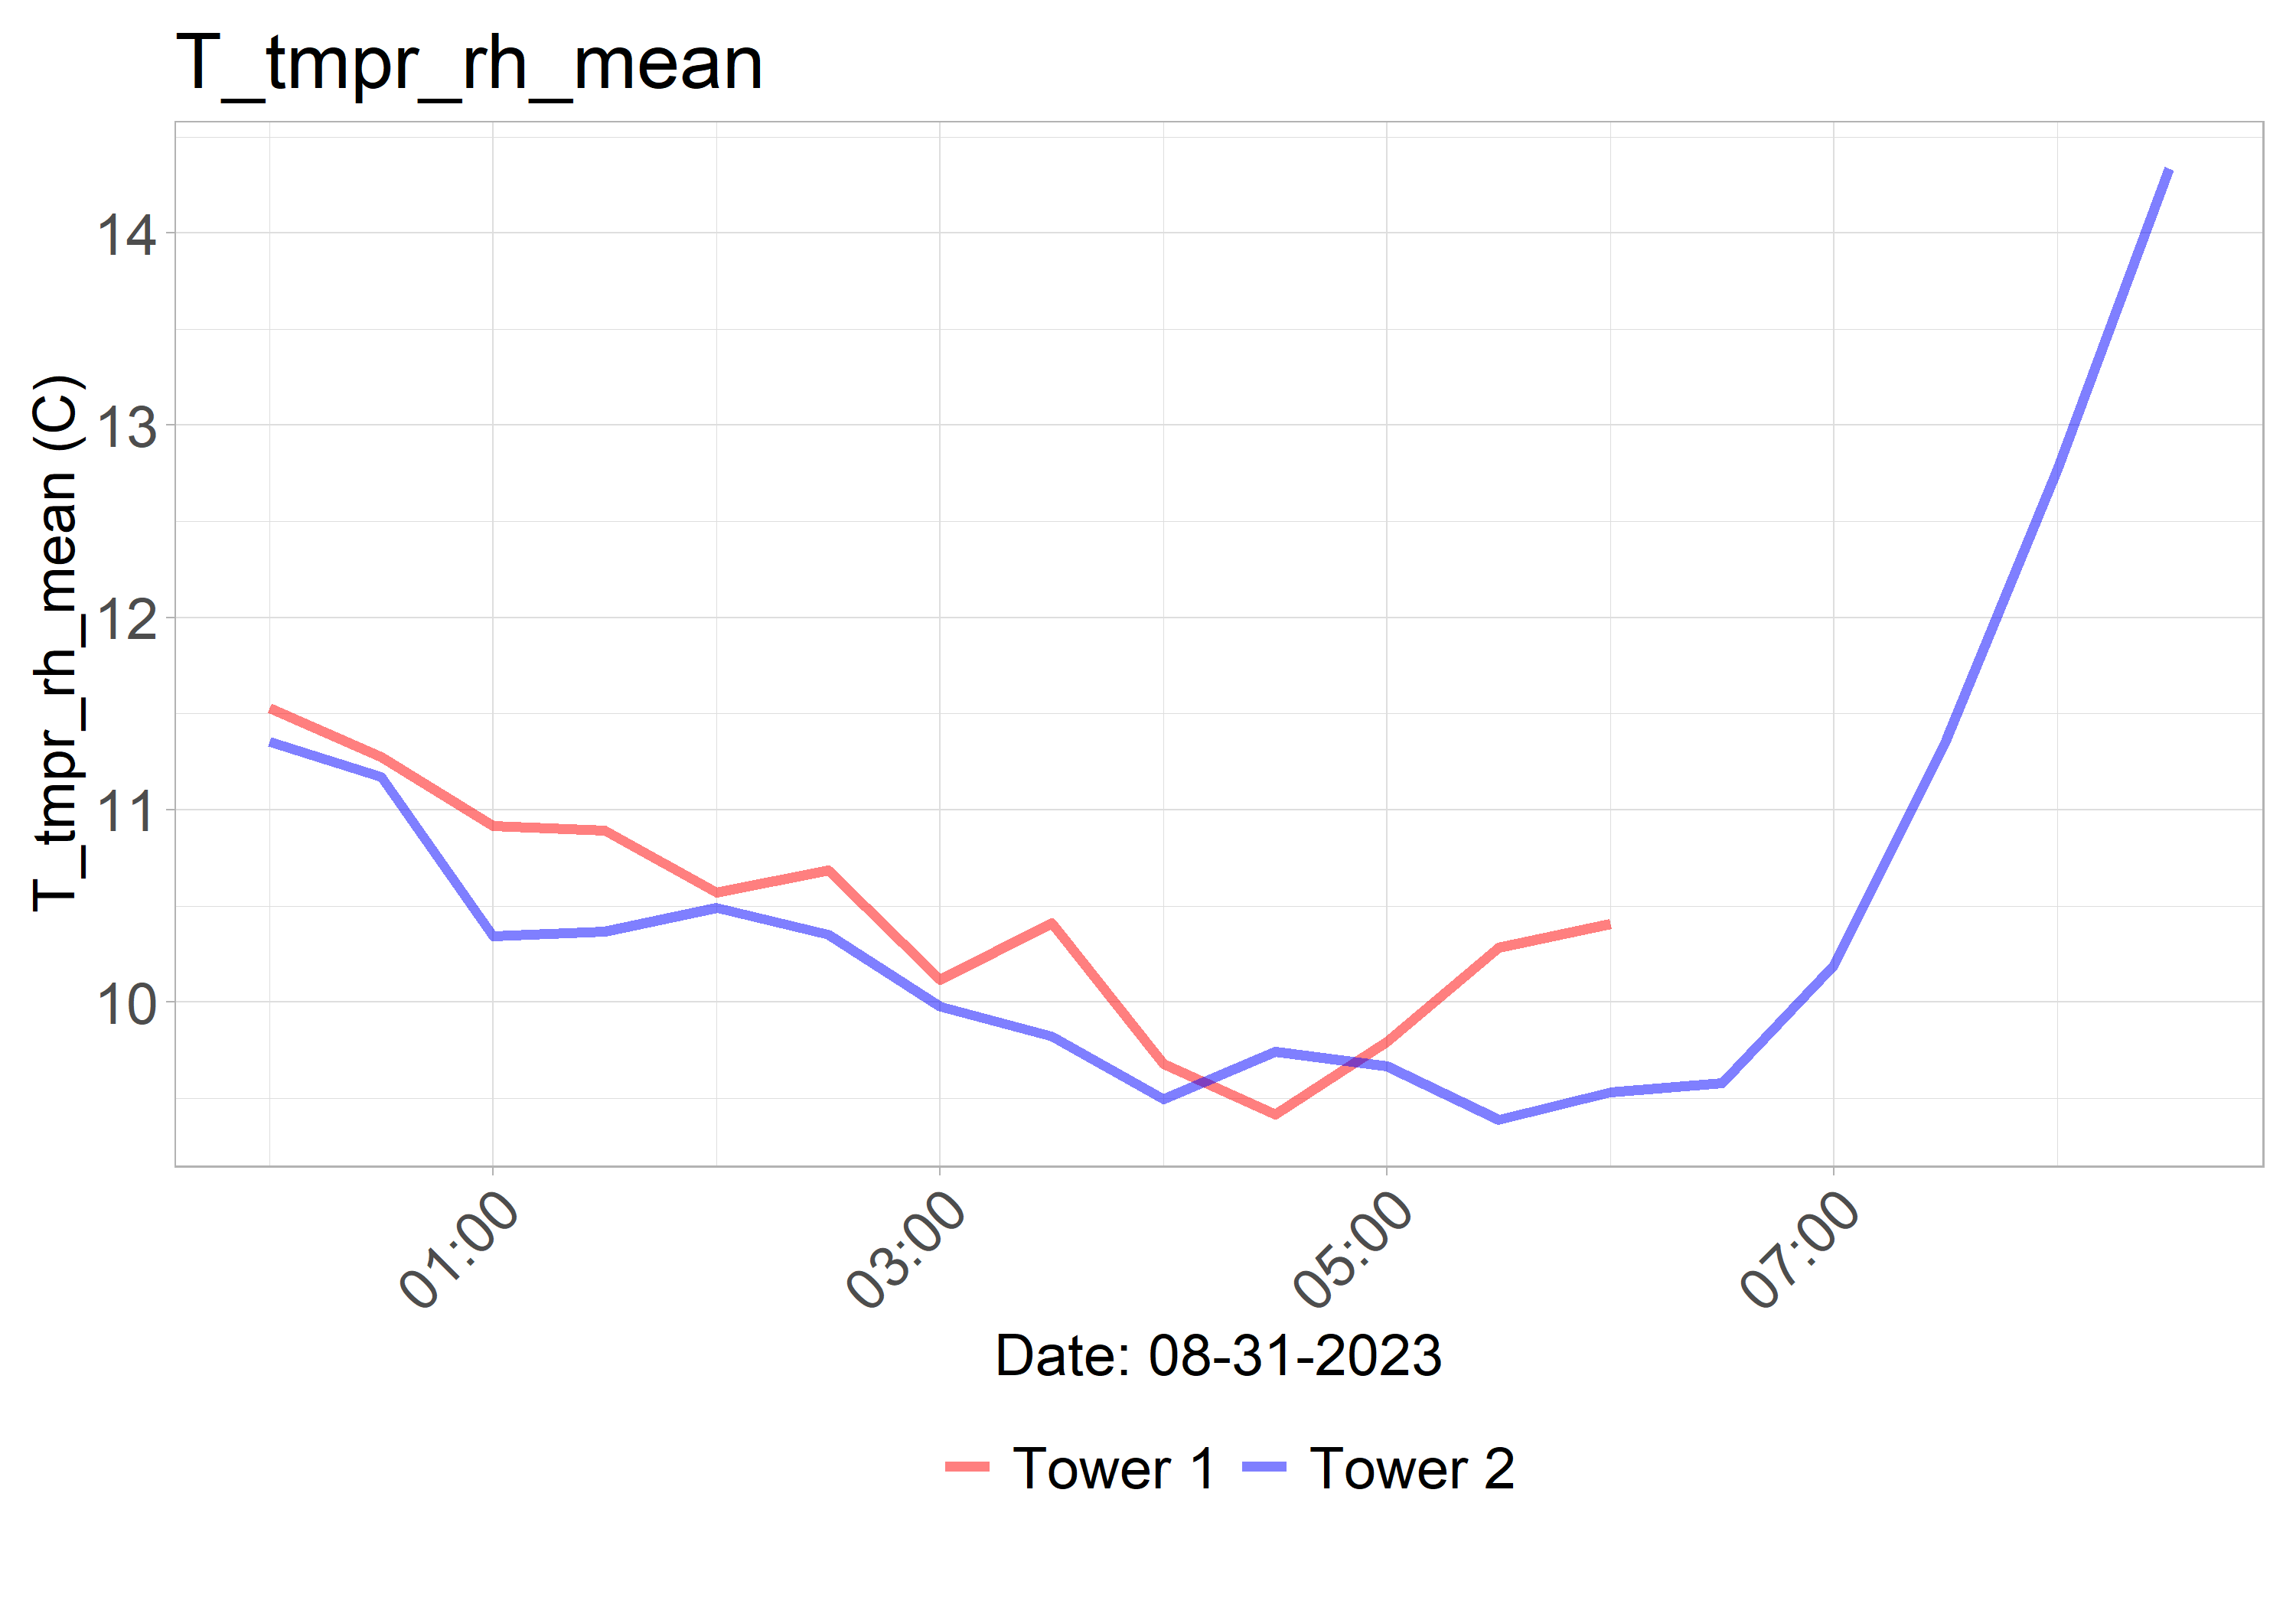 T_tmpr_rh_mean
T_tmpr_rh_mean (C)
14
13
12
11
10
01:00
03:00
05:00
07:00
Date: 08-31-2023
Tower 1
Tower 2